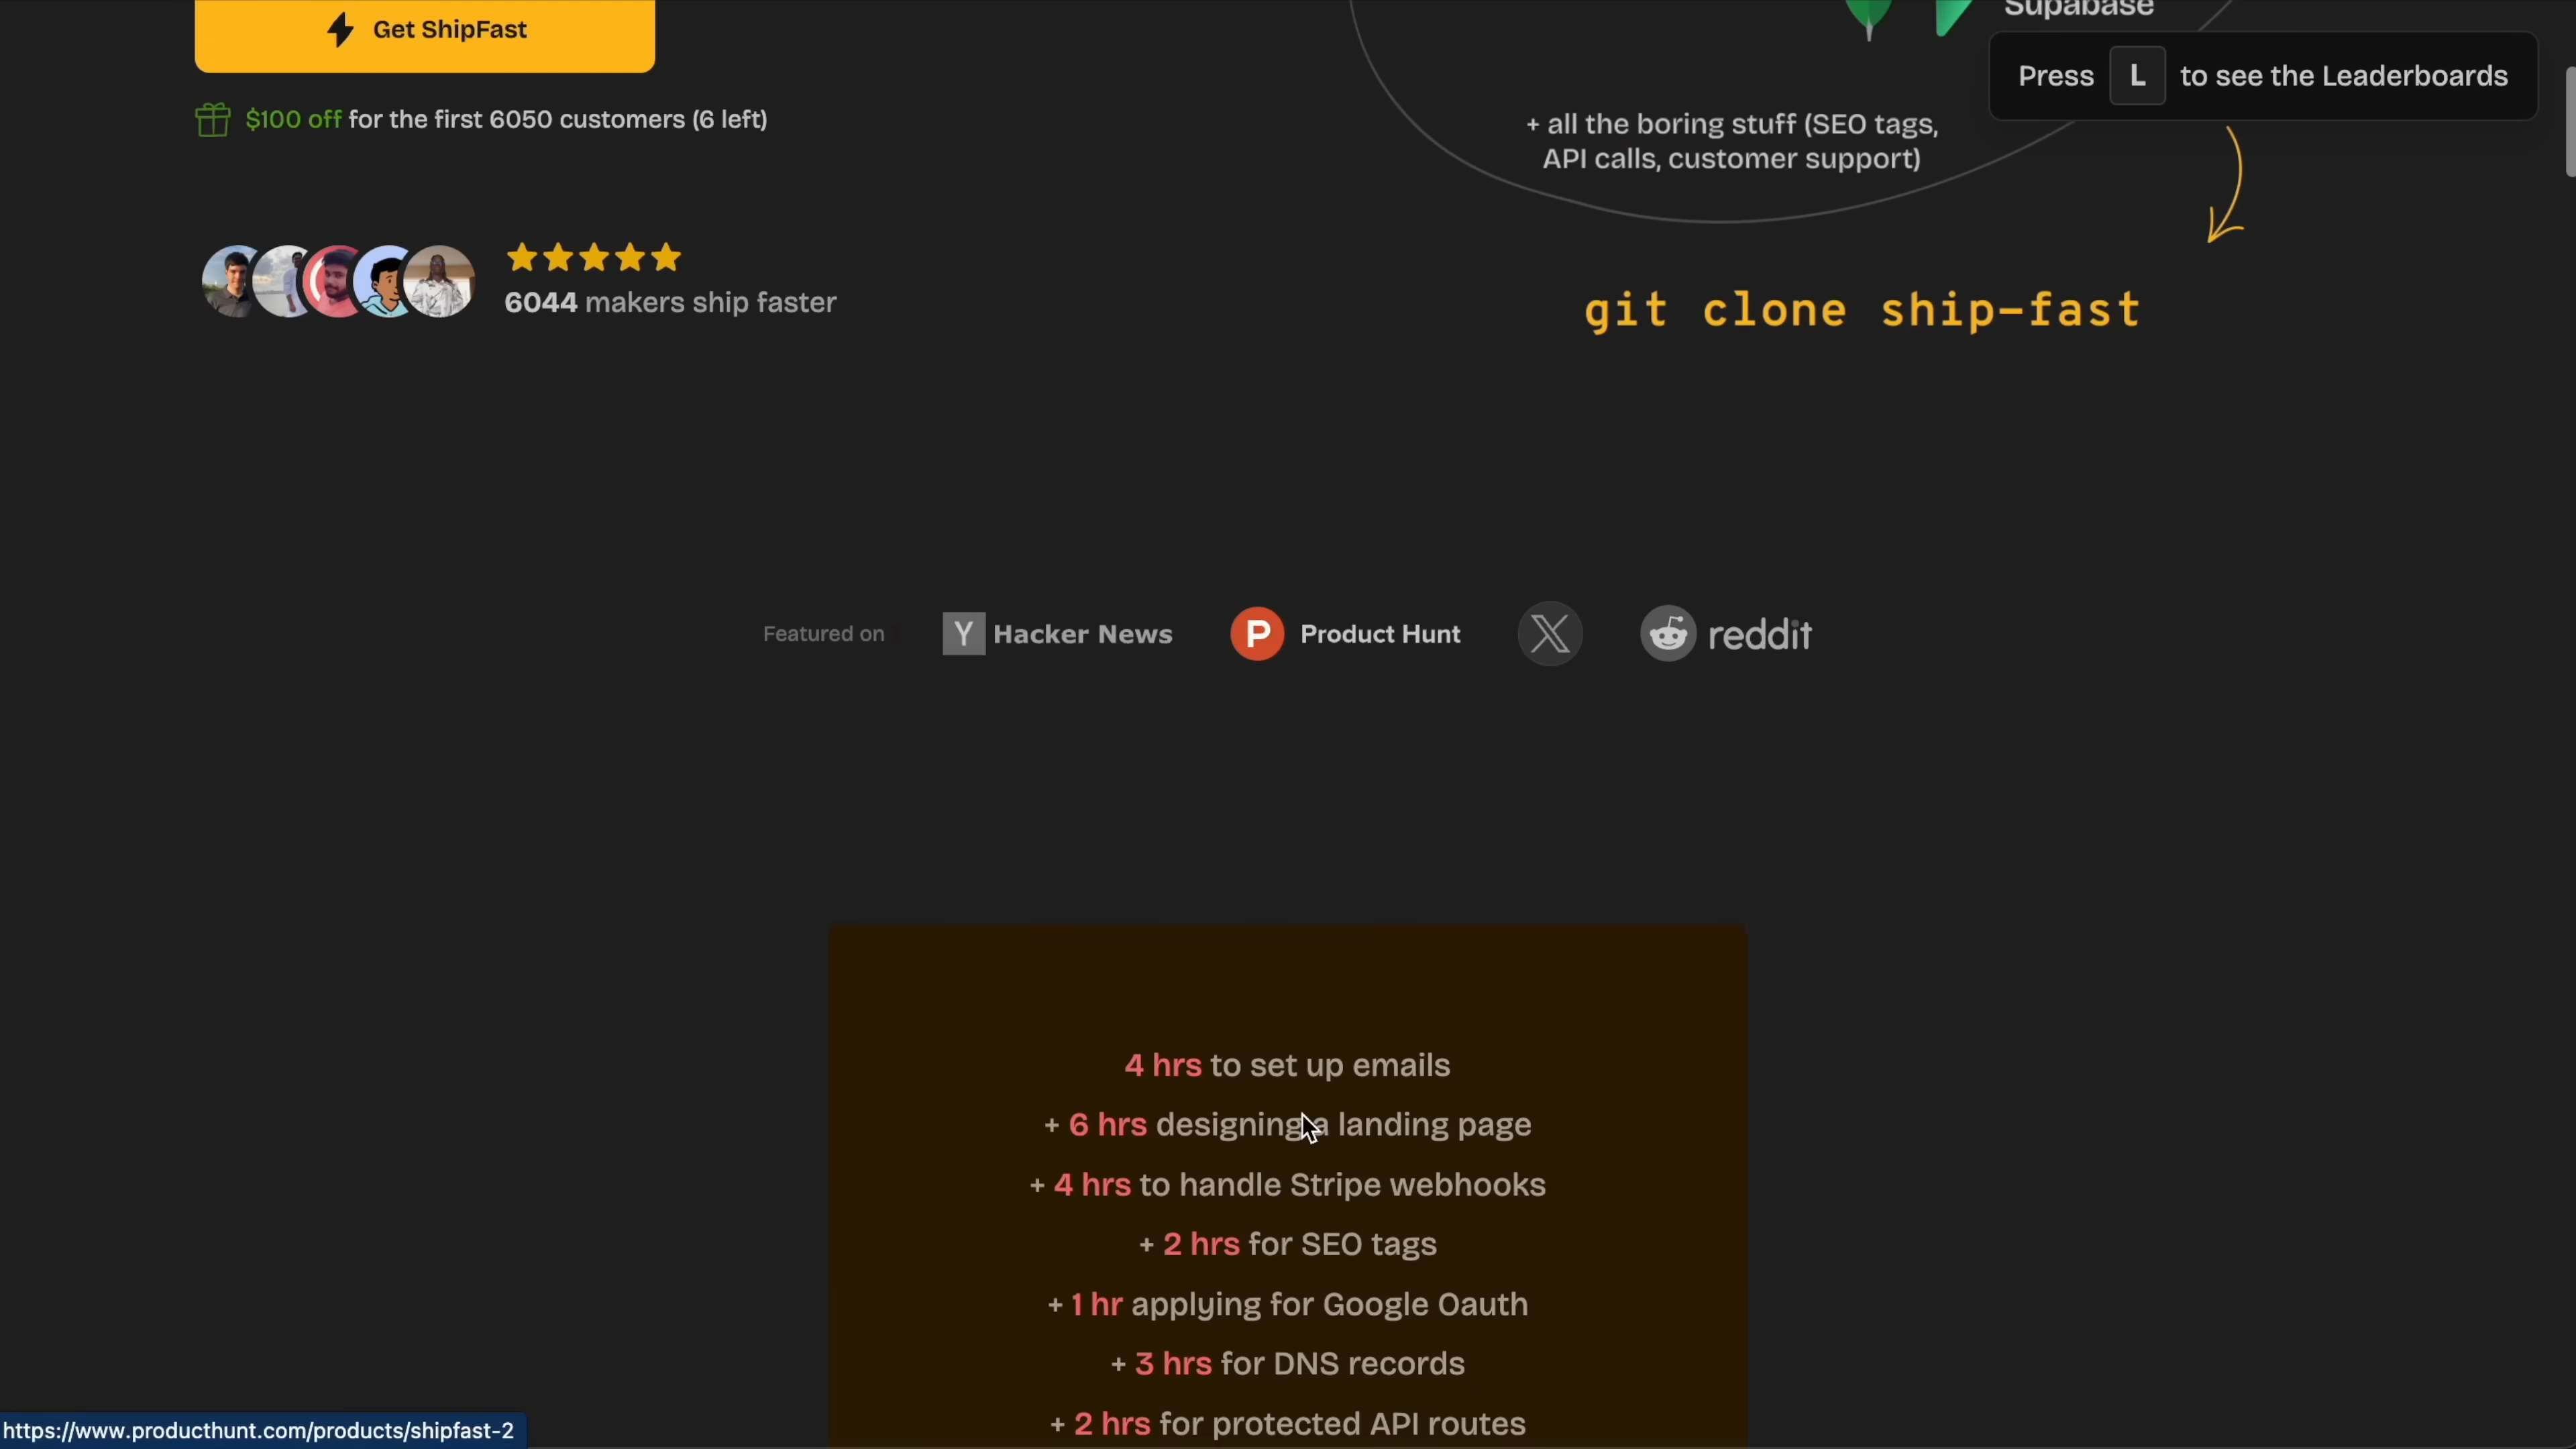 Get ShipFast
$100 off for the first 6050 customers (6 left)
6044 makers ship faster
Supabase
Press L to see the Leaderboards
+ all the boring stuff (SEO tags,
API calls, customer support)
git clone ship-fast
Featured on
Y Hacker News
P Product Hunt
X
reddit
4 hrs to set up emails
+ 6 hrs designing a landing page
+ 4 hrs to handle Stripe webhooks
+ 2 hrs for SEO tags
+ 1 hr applying for Google Oauth
+ 3 hrs for DNS records
+ 2 hrs for protected API routes
https://www.producthunt.com/products/shipfast-2